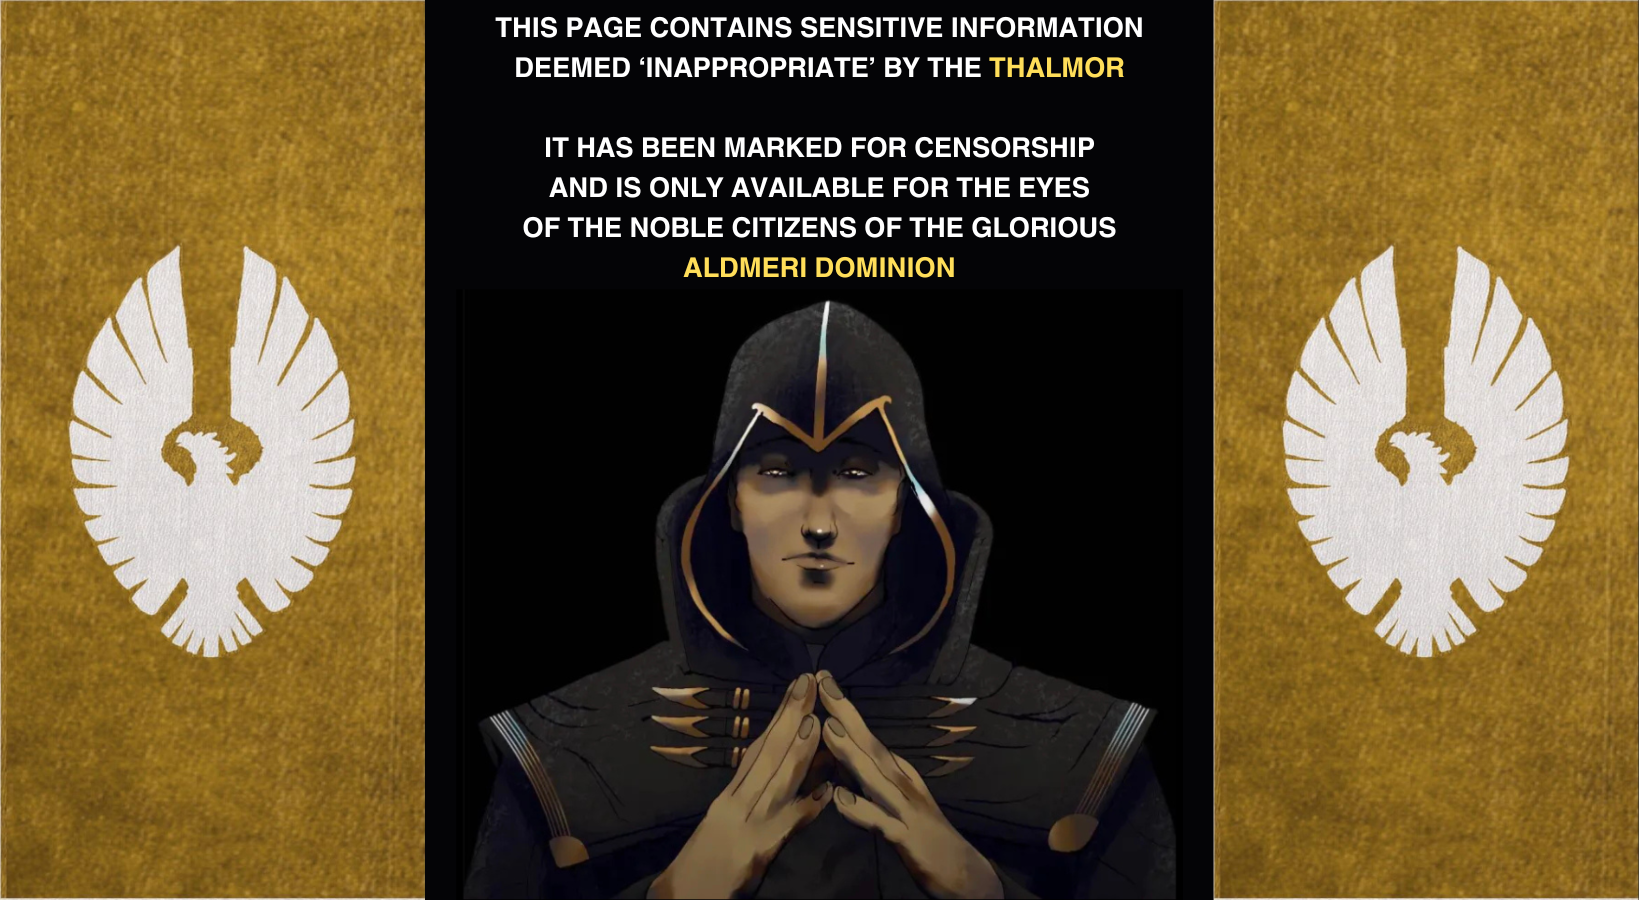 THIS PAGE CONTAINS SENSITIVE INFORMATION
DEEMED ‘INAPPROPRIATE’ BY THE THALMOR
IT HAS BEEN MARKED FOR CENSORSHIP
AND IS ONLY AVAILABLE FOR THE EYES
OF THE NOBLE CITIZENS OF THE GLORIOUS
ALDMERI DOMINION